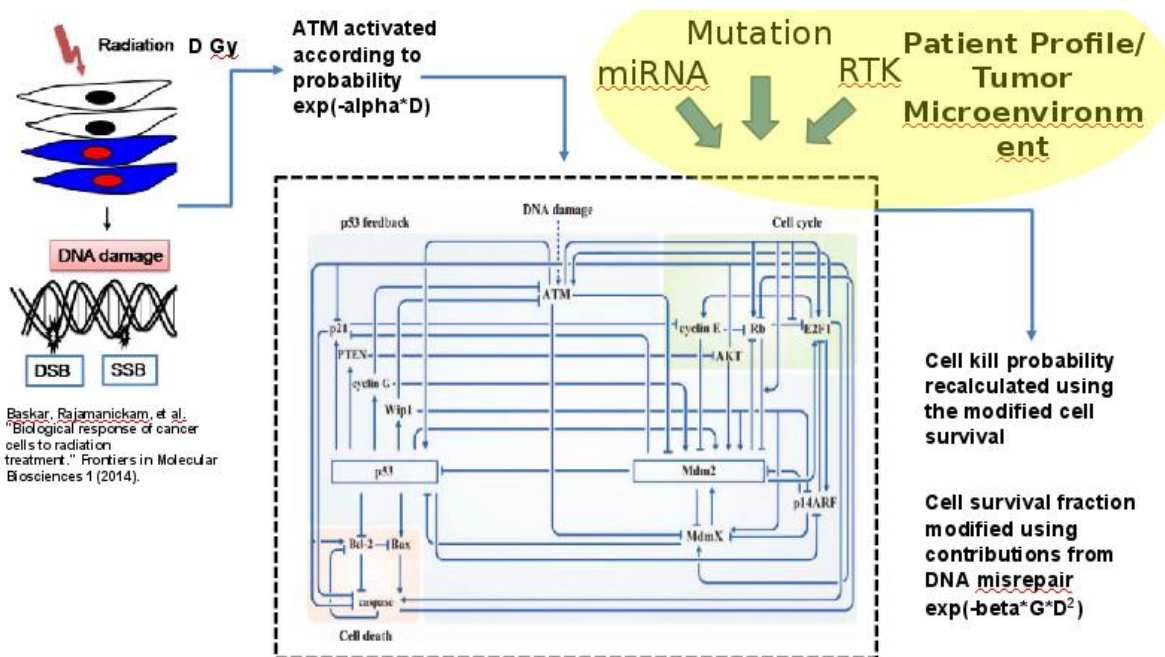 Radiation D Gy
ATM activated
according to
probability
exp(-alpha*D)
Mutation
miRNA
RTK
Patient Profile/
Tumor
Microenvironm
ent
DNA damage
DSB
SSB
Baskar, Rajamanickam, et al.
"Biological response of cancer
cells to radiation
treatment." Frontiers in Molecular
Biosciences 1 (2014).
DNA damage
p53 feedback
Cell cycle
ATM
p21
cyclin E
Rb
E2F1
PTEN
AKT
cyclin G
Wip1
p53
Mdm2
p14ARF
Bcl-2
Bax
MdmX
caspase
Cell death
Cell kill probability
recalculated using
the modified cell
survival
Cell survival fraction
modified using
contributions from
DNA misrepair
exp(-beta*G*D²)